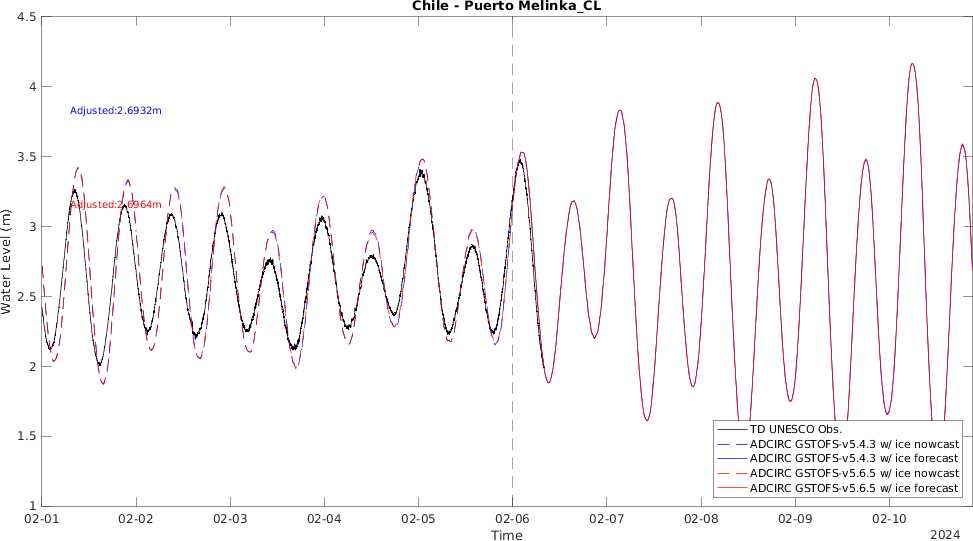 Chile - Puerto Melinka_CL
4.5
4
3.5
3
2.5
2
1.5
1
Water Level (m)
Adjusted:2.6932m
Adjusted:2.6964m
TD UNESCO Obs.
ADCIRC GSTOFS-v5.4.3 w/ ice nowcast
ADCIRC GSTOFS-v5.4.3 w/ ice forecast
ADCIRC GSTOFS-v5.6.5 w/ ice nowcast
ADCIRC GSTOFS-v5.6.5 w/ ice forecast
02-01 02-02 02-03 02-04 02-05 02-06 02-07 02-08 02-09 02-10
Time
2024